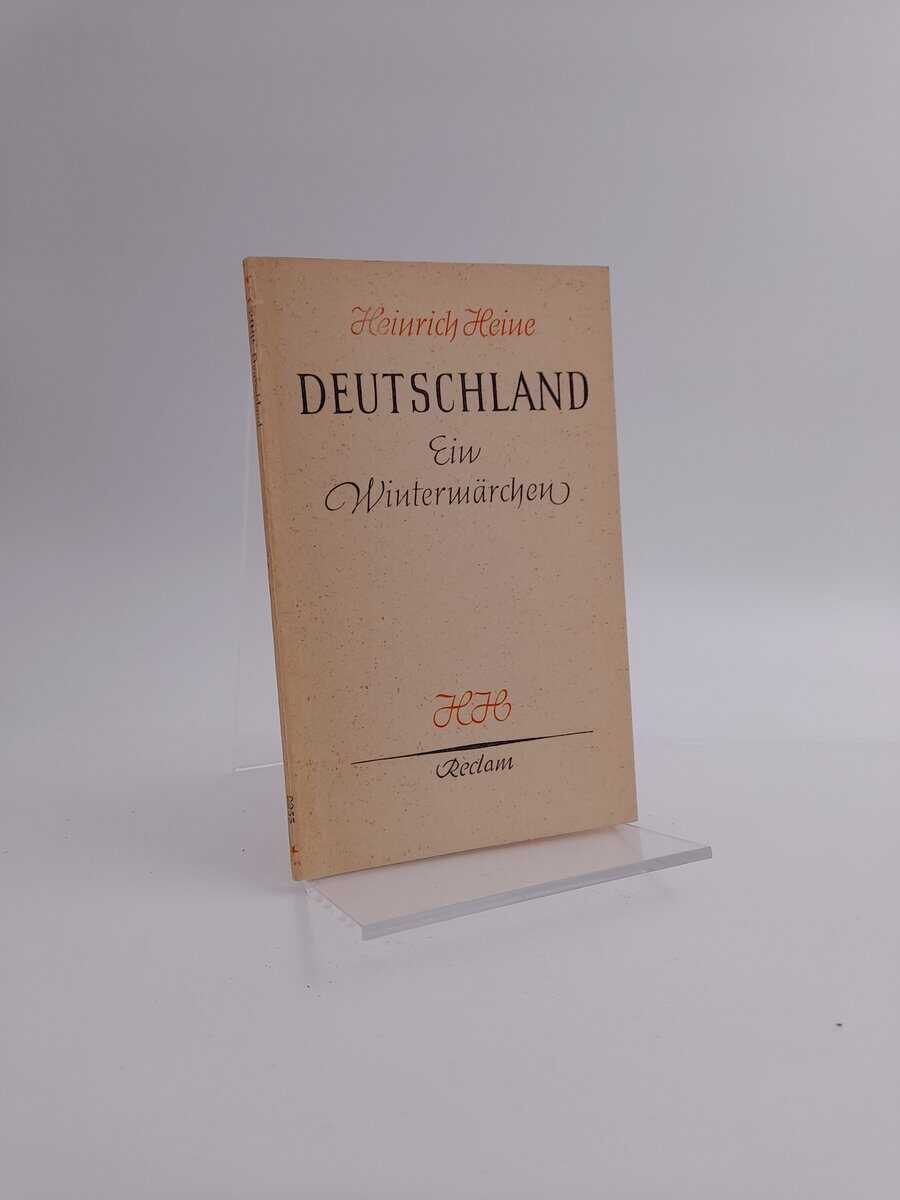 Heinrich Heine
DEUTSCHLAND
Ein
Wintermärchen
HH
Reclam